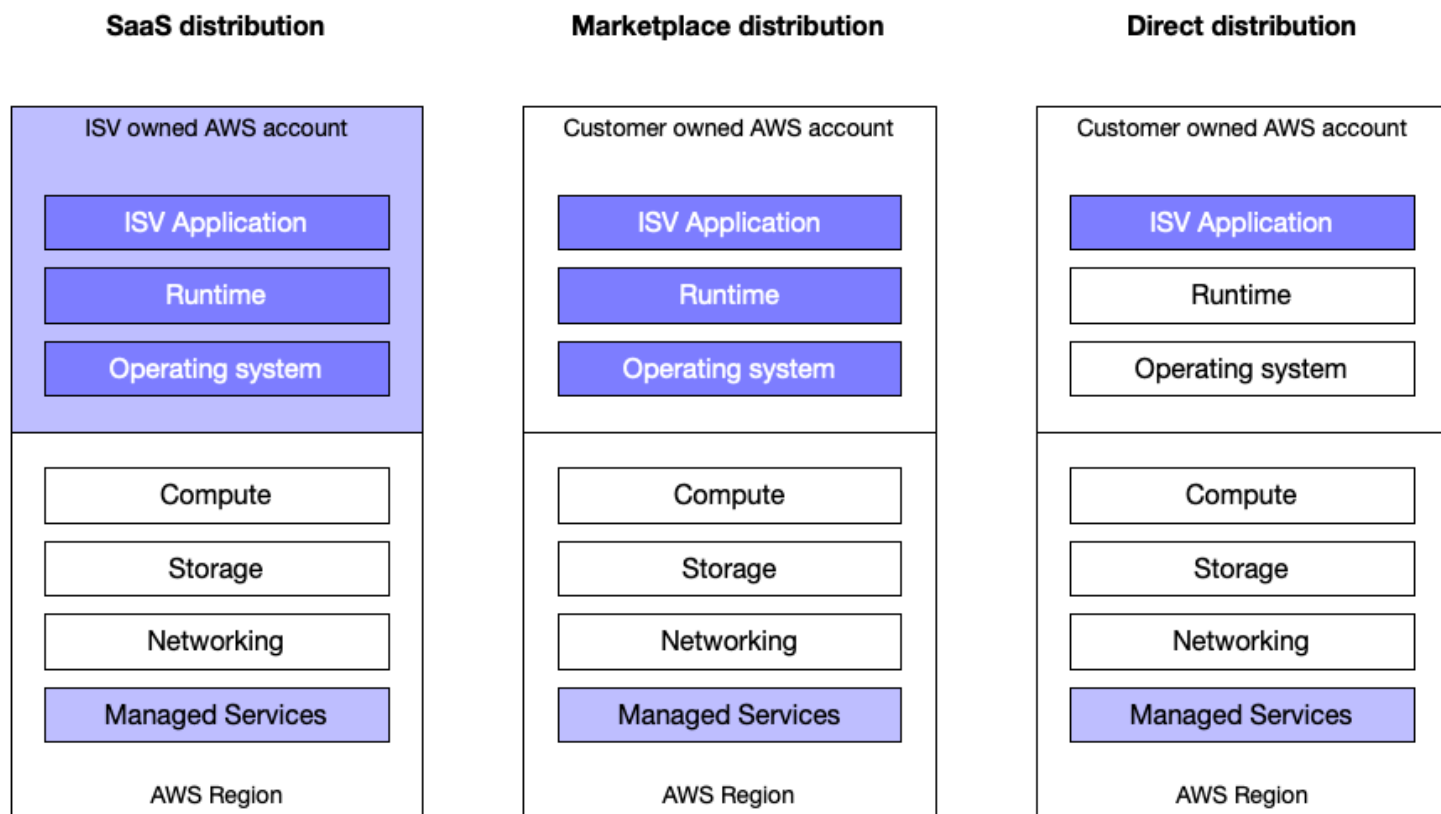 SaaS distribution
ISV owned AWS account
ISV Application
Runtime
Operating system
Compute
Storage
Networking
Managed Services
AWS Region
Marketplace distribution
Customer owned AWS account
ISV Application
Runtime
Operating system
Compute
Storage
Networking
Managed Services
AWS Region
Direct distribution
Customer owned AWS account
ISV Application
Runtime
Operating system
Compute
Storage
Networking
Managed Services
AWS Region